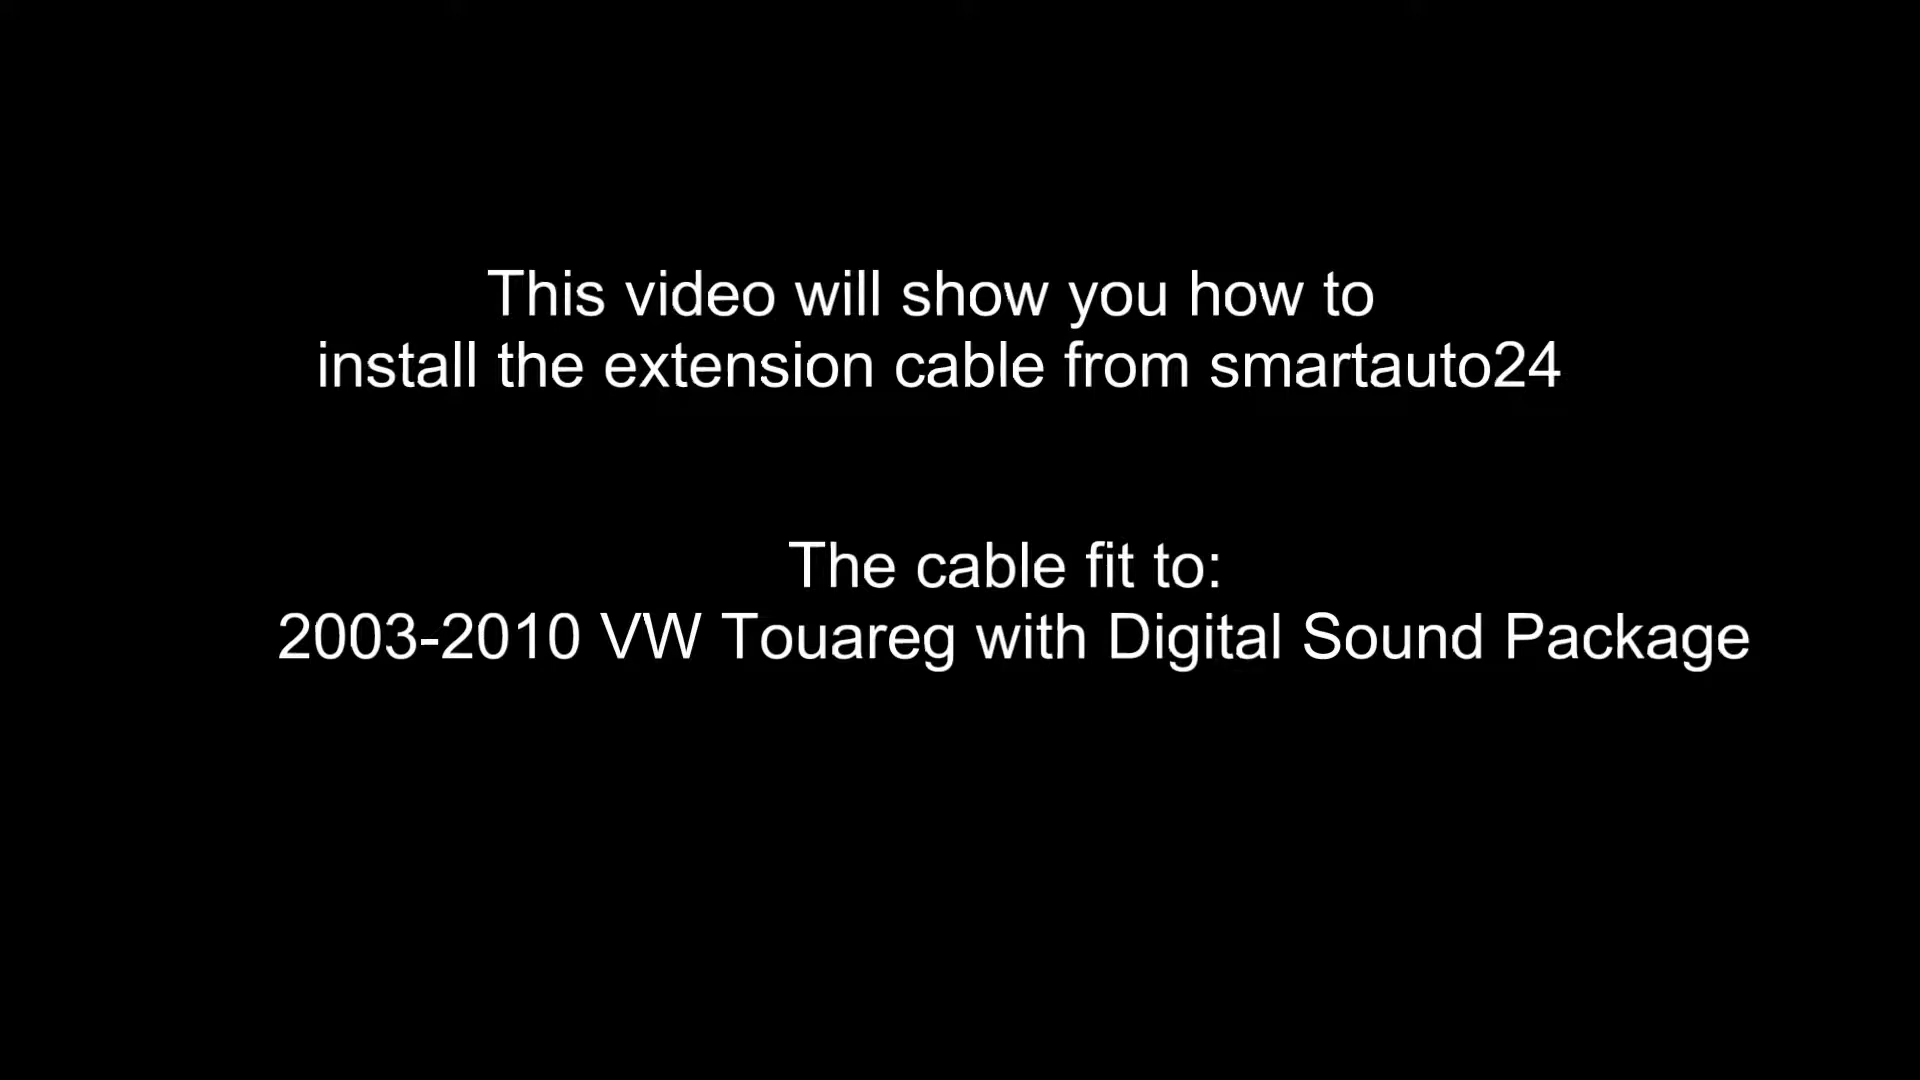 This video will show you how to
install the extension cable from smartauto24
The cable fit to:
2003-2010 VW Touareg with Digital Sound Package